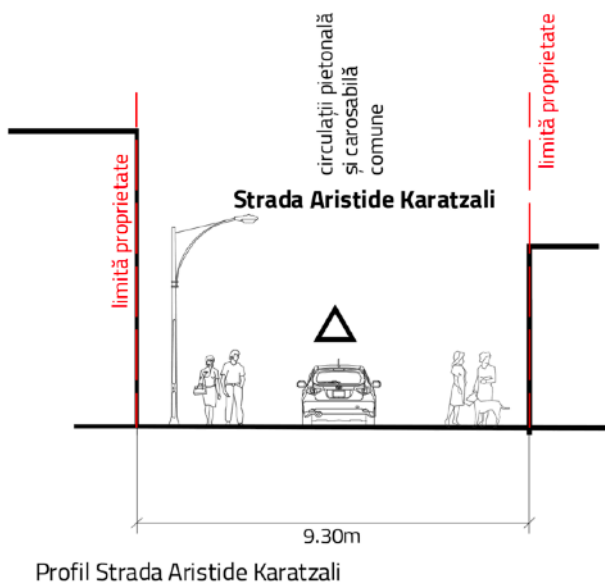 circulații pietonală
și carosabilă
comune
limită proprietate
Strada Aristide Karatzali
limită proprietate
9.30m
Profil Strada Aristide Karatzali